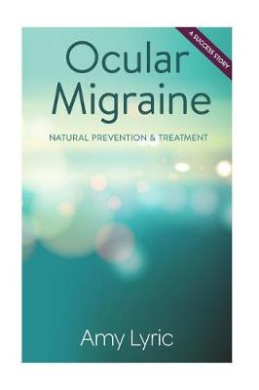 A SUCCESS STORY
Ocular
Migraine
NATURAL PREVENTION & TREATMENT
Amy Lyric